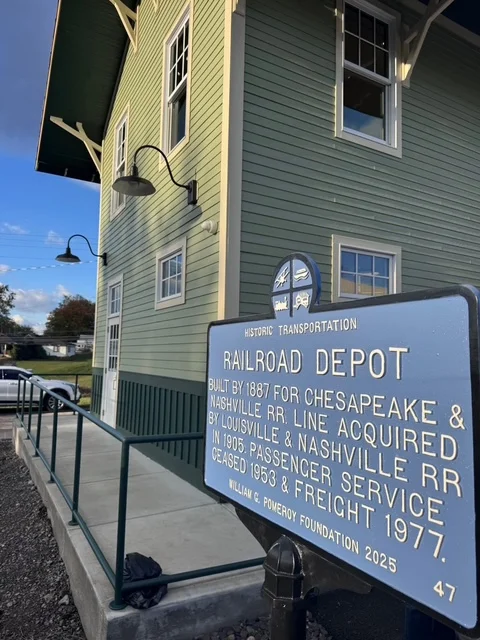 HISTORIC TRANSPORTATION
RAILROAD DEPOT
BUILT BY 1887 FOR CHESAPEAKE &
NASHVILLE RR. LINE ACQUIRED
BY LOUISVILLE & NASHVILLE RR
IN 1905. PASSENGER SERVICE
CEASED 1953 & FREIGHT 1977.
WILLIAM G. POMEROY FOUNDATION 2025
47